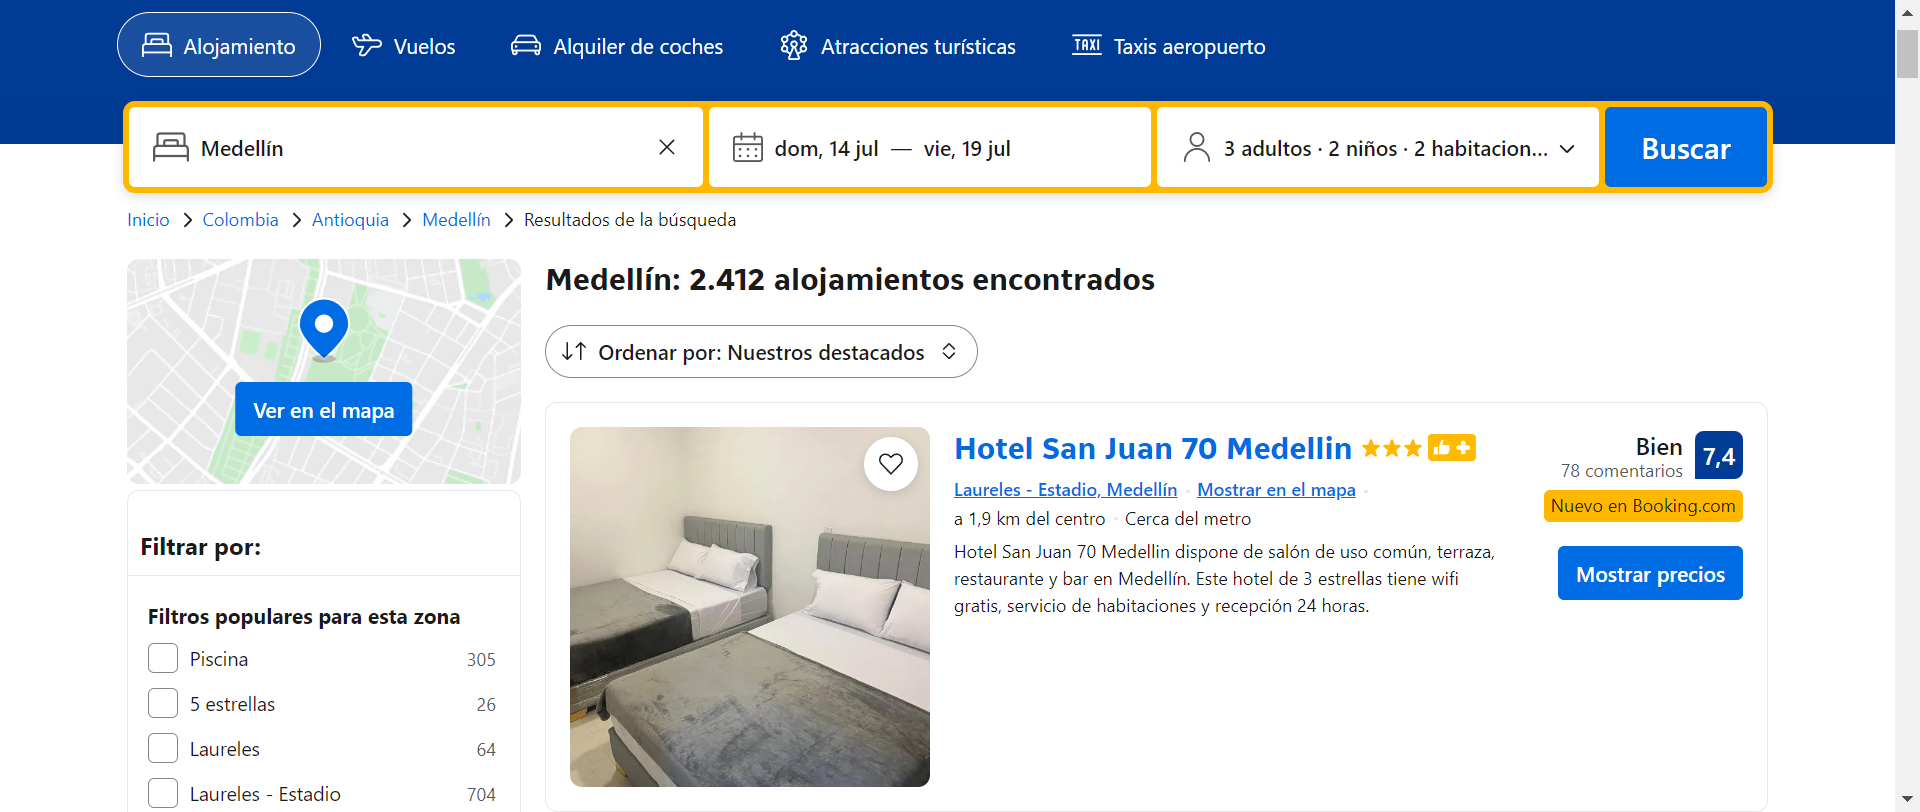 Alojamiento
Vuelos
Alquiler de coches
Atracciones turísticas
TAXI Taxis aeropuerto
Medellín
dom, 14 jul — vie, 19 jul
3 adultos · 2 niños · 2 habitacion...
Buscar
Inicio > Colombia > Antioquia > Medellín > Resultados de la búsqueda
Ver en el mapa
Filtrar por:
Filtros populares para esta zona
Piscina 305
5 estrellas 26
Laureles 64
Laureles - Estadio 704
Medellín: 2.412 alojamientos encontrados
Ordenar por: Nuestros destacados
Hotel San Juan 70 Medellin
Laureles - Estadio, Medellín · Mostrar en el mapa ·
a 1,9 km del centro · Cerca del metro
Hotel San Juan 70 Medellin dispone de salón de uso común, terraza,
restaurante y bar en Medellín. Este hotel de 3 estrellas tiene wifi
gratis, servicio de habitaciones y recepción 24 horas.
Bien 7,4
78 comentarios
Nuevo en Booking.com
Mostrar precios